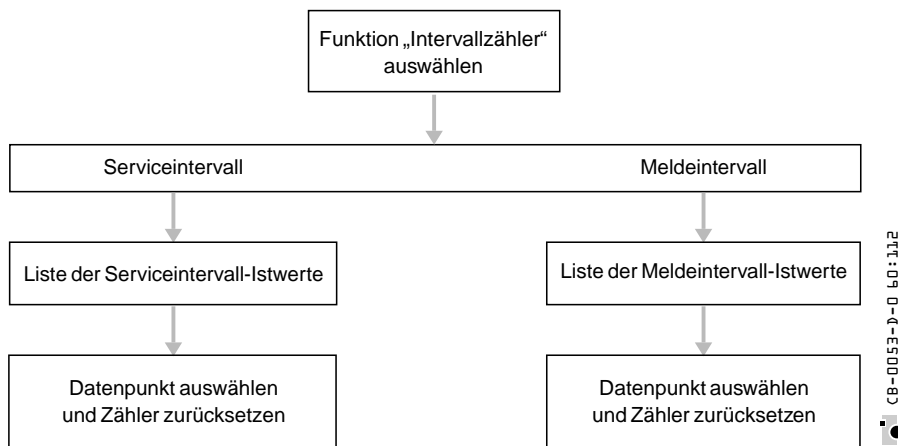 Funktion „Intervallzähler“
auswählen
Serviceintervall
Meldeintervall
Liste der Serviceintervall-Istwerte
Liste der Meldeintervall-Istwerte
Datenpunkt auswählen
und Zähler zurücksetzen
Datenpunkt auswählen
und Zähler zurücksetzen
CB-0053-D-0 60:112